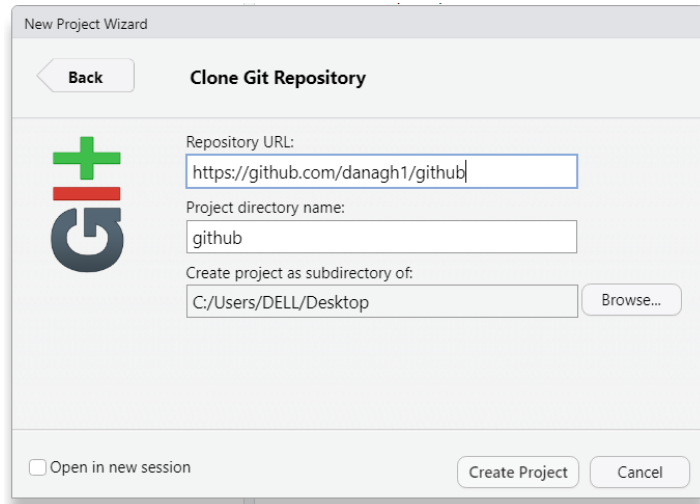 New Project Wizard
Back
Clone Git Repository
git
Repository URL:
https://github.com/danagh1/github
Project directory name:
github
Create project as subdirectory of:
C:/Users/DELL/Desktop
Browse...
Open in new session
Create Project
Cancel